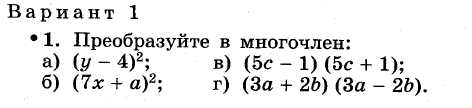 Вариант 1
• 1. Преобразуйте в многочлен:
а) (y − 4)²; в) (5c − 1) (5c + 1);
б) (7x + a)²; г) (3a + 2b) (3a − 2b).